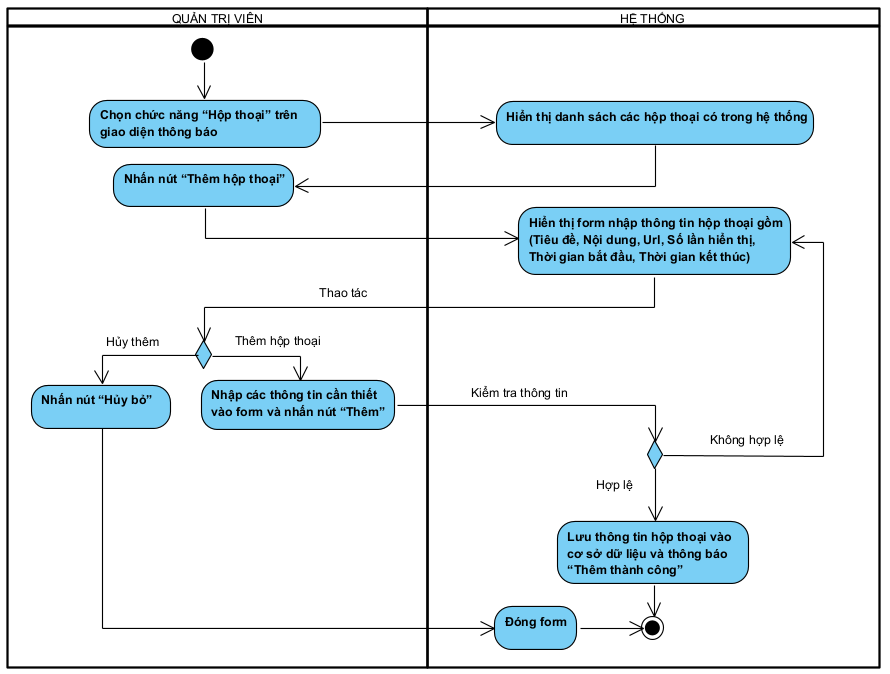 QUẢN TRỊ VIÊN
HỆ THỐNG
Chọn chức năng “Hộp thoại” trên
giao diện thông báo
Hiển thị danh sách các hộp thoại có trong hệ thống
Nhấn nút “Thêm hộp thoại”
Hiển thị form nhập thông tin hộp thoại gồm
(Tiêu đề, Nội dung, Url, Số lần hiển thị,
Thời gian bắt đầu, Thời gian kết thúc)
Thao tác
Hủy thêm
Thêm hộp thoại
Nhấn nút “Hủy bỏ”
Nhập các thông tin cần thiết
vào form và nhấn nút “Thêm”
Kiểm tra thông tin
Không hợp lệ
Hợp lệ
Lưu thông tin hộp thoại vào
cơ sở dữ liệu và thông báo
“Thêm thành công”
Đóng form